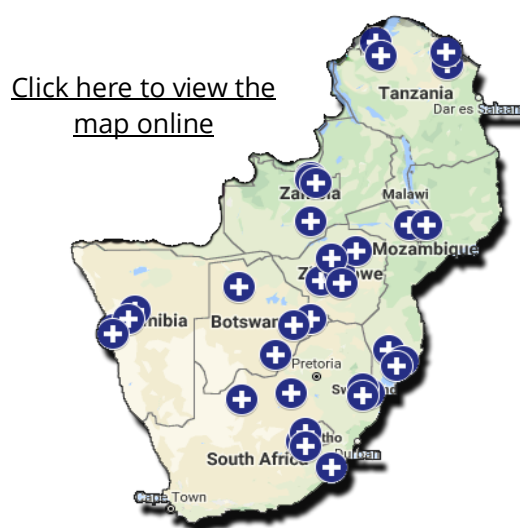 Click here to view the
map online
Tanzania
Dar es Salaam
Malawi
Mozambique
Botswan
Pretoria
South Africa
Durban
Cape Town